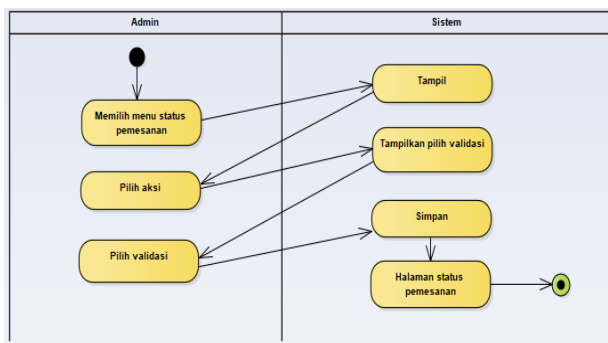 Admin
Sistem
Memilih menu status
pemesanan
Tampil
Pilih aksi
Tampilkan pilih validasi
Pilih validasi
Simpan
Halaman status
pemesanan